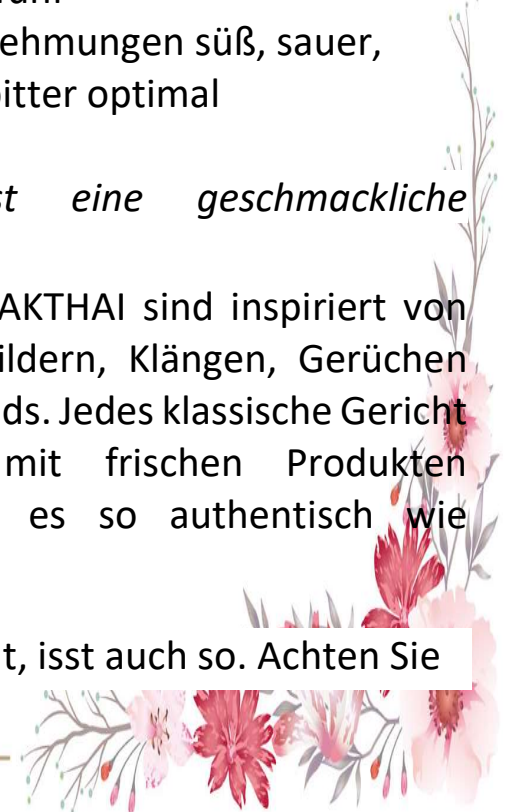 ehmungen süß, sauer,
bitter optimal
st eine geschmackliche
AKTHAI sind inspiriert von
ildern, Klängen, Gerüchen
ds. Jedes klassische Gericht
mit frischen Produkten
es so authentisch wie
t, isst auch so. Achten Sie